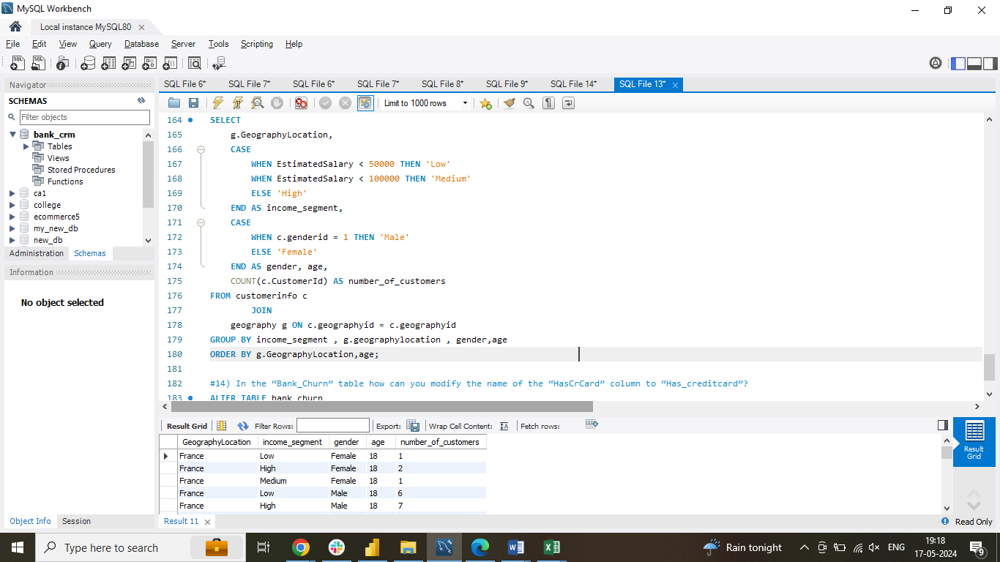 MySQL Workbench
Local instance MySQL80
File Edit View Query Database Server Tools Scripting Help
Navigator
SCHEMAS
Filter objects
bank_crm
Tables
Views
Stored Procedures
Functions
ca1
college
ecommerce5
my_new_db
new_db
Administration Schemas
Information
No object selected
Object Info Session
SQL File 6* SQL File 7* SQL File 6* SQL File 7* SQL File 8* SQL File 9* SQL File 14* SQL File 13*
Limit to 1000 rows
164 SELECT
165 g.GeographyLocation,
166 CASE
167 WHEN EstimatedSalary < 50000 THEN 'Low'
168 WHEN EstimatedSalary < 100000 THEN 'Medium'
169 ELSE 'High'
170 END AS income_segment,
171 CASE
172 WHEN c.genderid = 1 THEN 'Male'
173 ELSE 'Female'
174 END AS gender, age,
175 COUNT(c.CustomerId) AS number_of_customers
176 FROM customerinfo c
177 JOIN
178 geography g ON c.geographyid = c.geographyid
179 GROUP BY income_segment , g.geographylocation , gender,age
180 ORDER BY g.GeographyLocation,age;
181
182 #14) In the “Bank_Churn” table how can you modify the name of the “HasCrCard” column to “Has_creditcard”?
183 ALTER TABLE bank_churn
Result Grid Filter Rows: Export: Wrap Cell Content: Fetch rows:
GeographyLocation income_segment gender age number_of_customers
France Low Female 18 1
France High Female 18 2
France Medium Female 18 1
France Low Male 18 6
France High Male 18 7
Result Grid
Result 11
Read Only
Type here to search
Rain tonight
ENG
19:18
17-05-2024
9